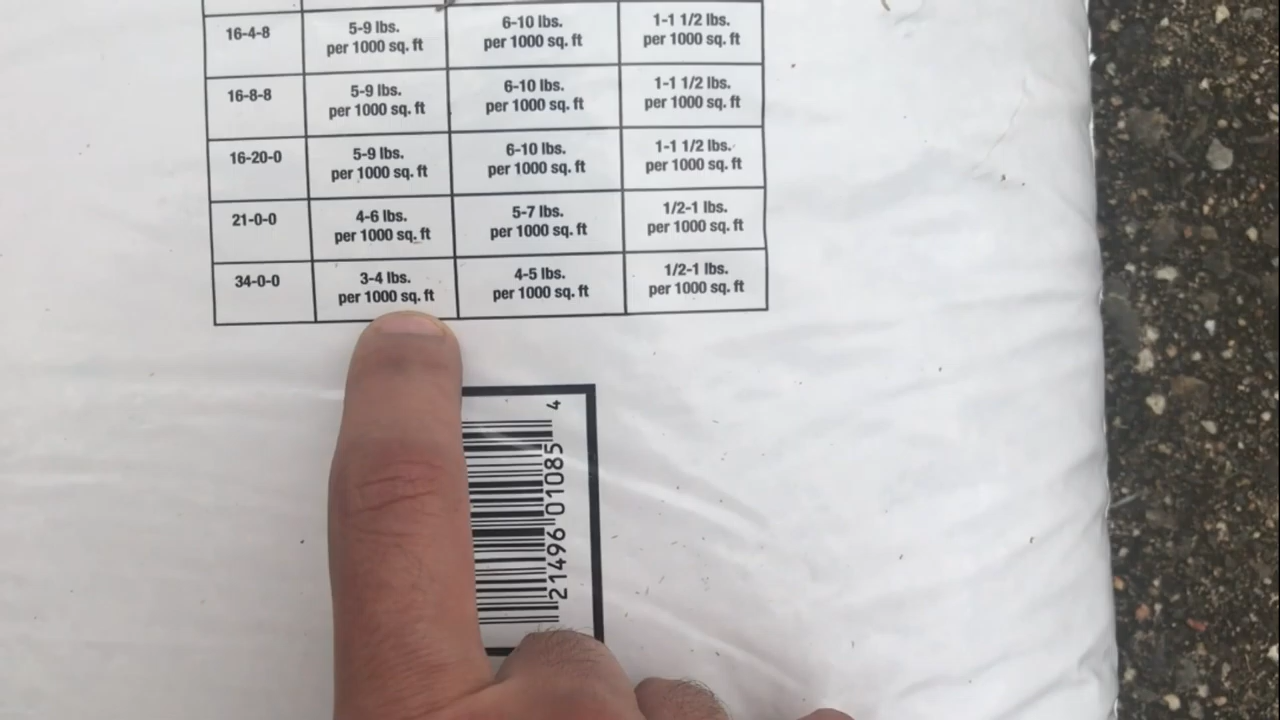 16-4-8
5-9 lbs.
per 1000 sq. ft
6-10 lbs.
per 1000 sq. ft
1-1 1/2 lbs.
per 1000 sq. ft
16-8-8
5-9 lbs.
per 1000 sq. ft
6-10 lbs.
per 1000 sq. ft
1-1 1/2 lbs.
per 1000 sq. ft
16-20-0
5-9 lbs.
per 1000 sq. ft
6-10 lbs.
per 1000 sq. ft
1-1 1/2 lbs.
per 1000 sq. ft
21-0-0
4-6 lbs.
per 1000 sq. ft
5-7 lbs.
per 1000 sq. ft
1/2-1 lbs.
per 1000 sq. ft
34-0-0
3-4 lbs.
per 1000 sq. ft
4-5 lbs.
per 1000 sq. ft
1/2-1 lbs.
per 1000 sq. ft
21496 01085 4